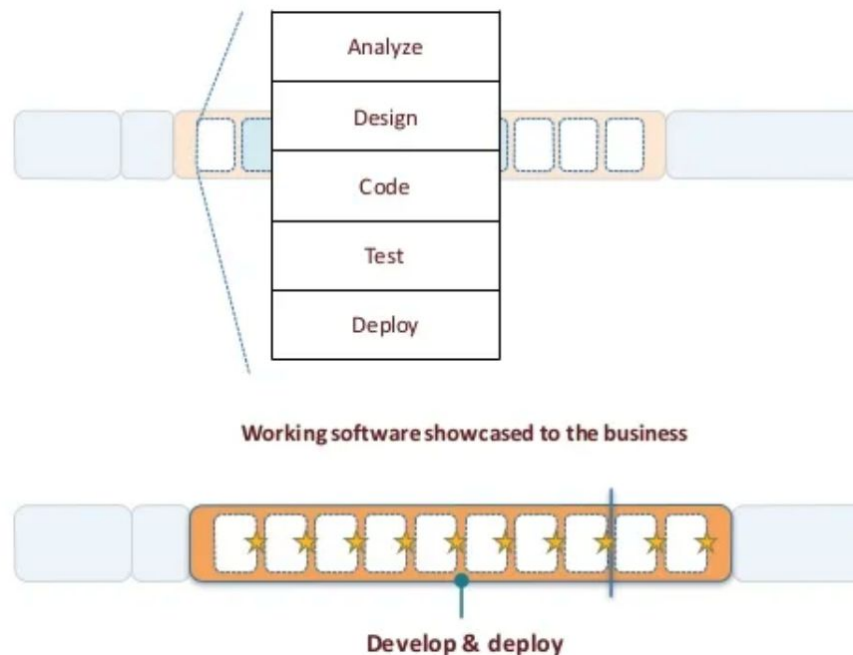 Analyze
Design
Code
Test
Deploy
Working software showcased to the business
Develop & deploy